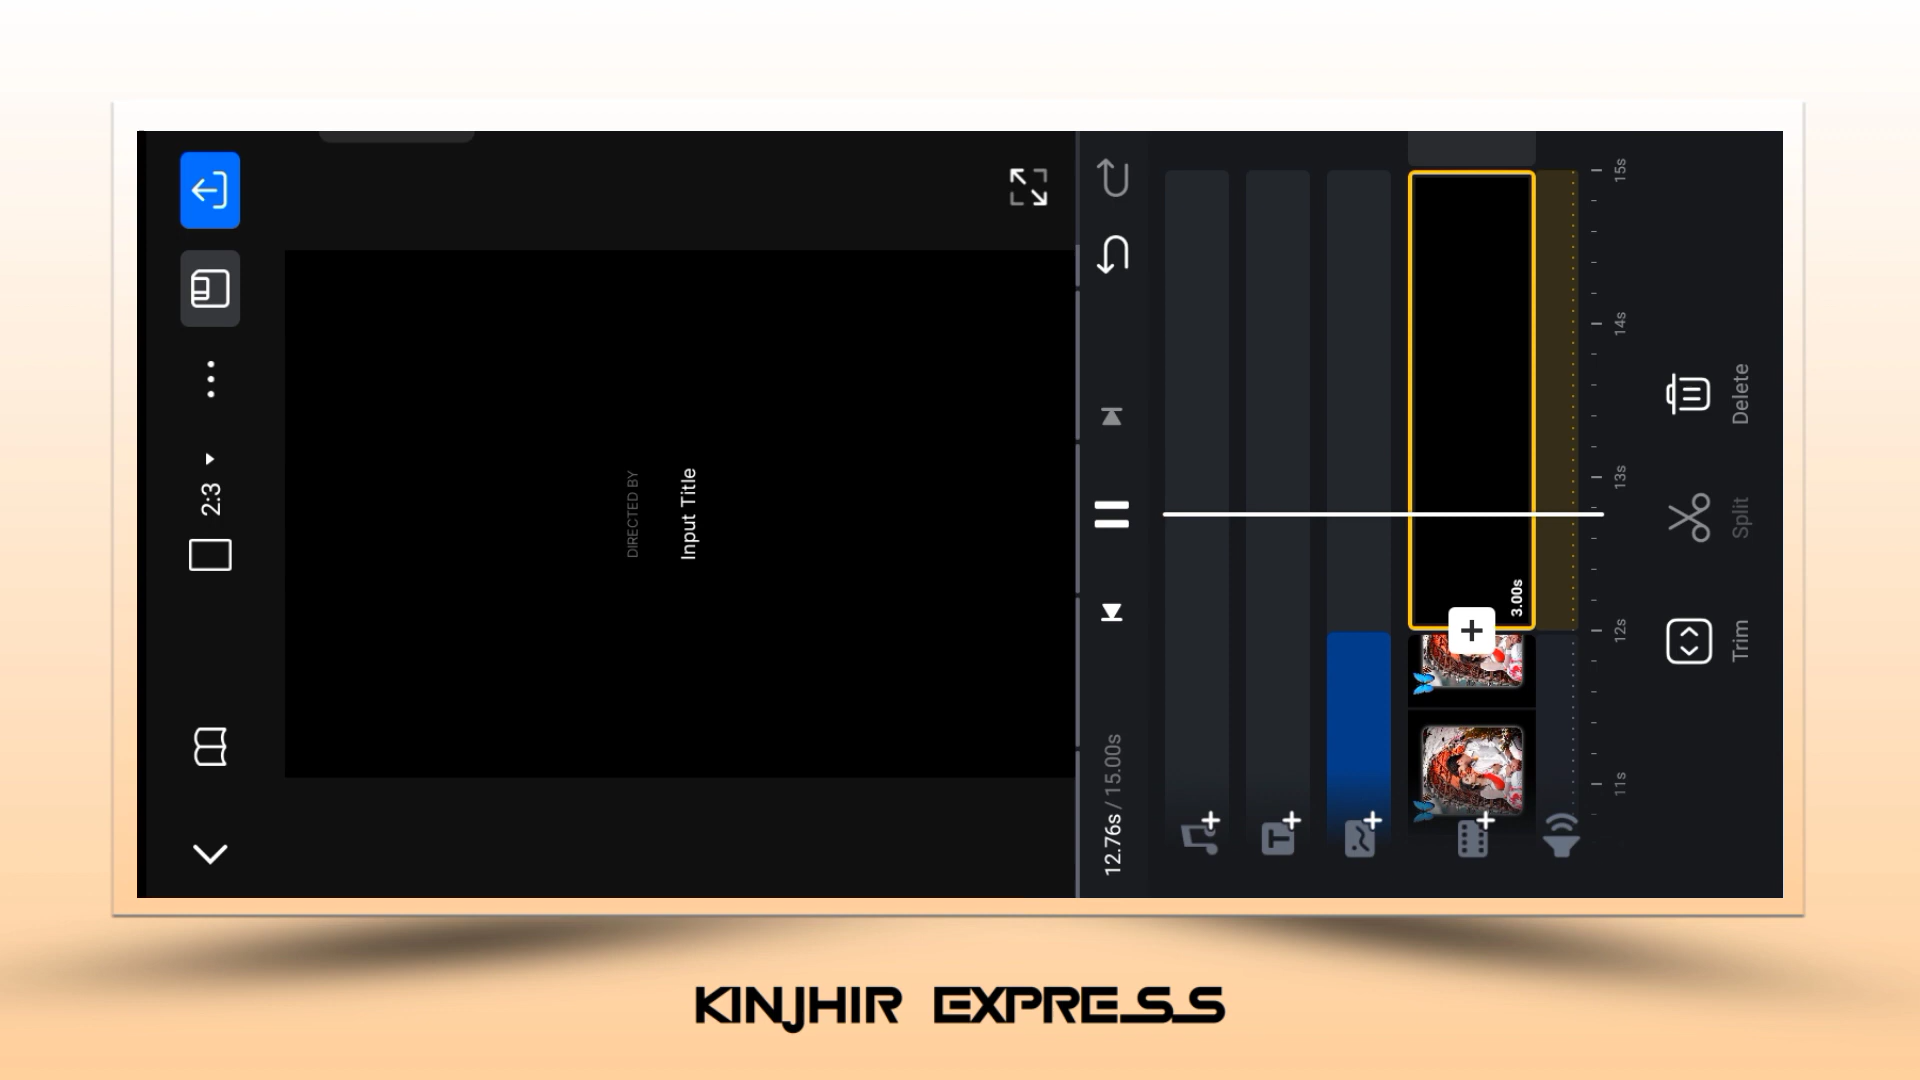 2:3
DIRECTED BY
Input Title
12.76s / 15.00s
3.00s
11s
12s
13s
14s
15s
Trim
Split
Delete
KINJHIR EXPRESS